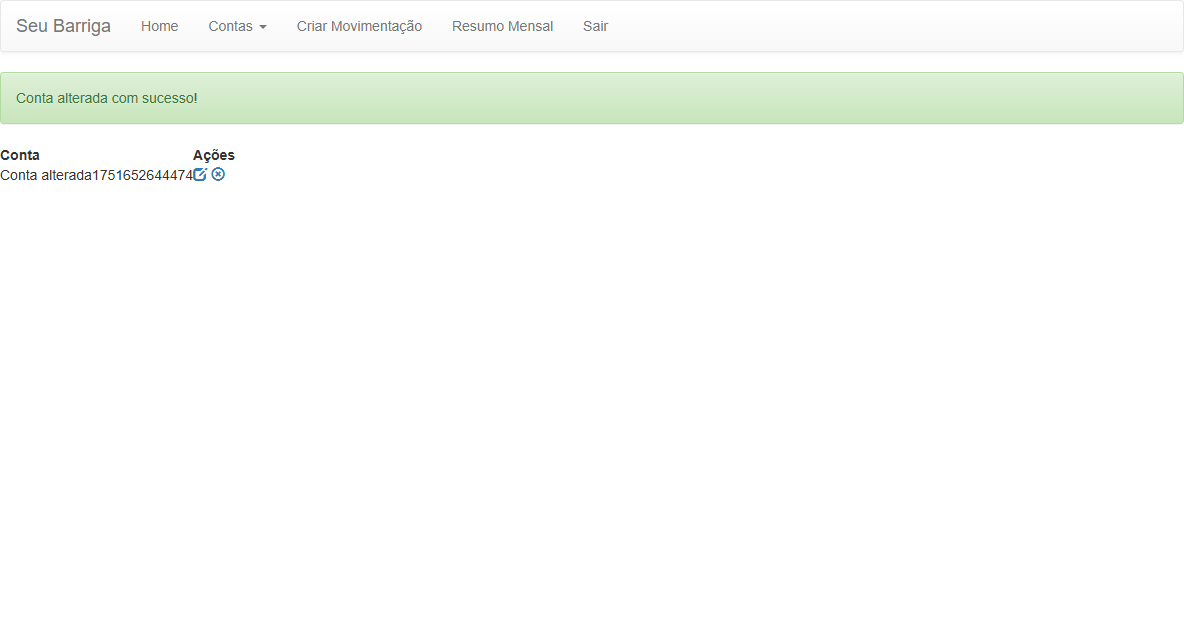 Seu Barriga Home Contas Criar Movimentação Resumo Mensal Sair
Conta alterada com sucesso!
Conta Ações
Conta alterada1751652644474